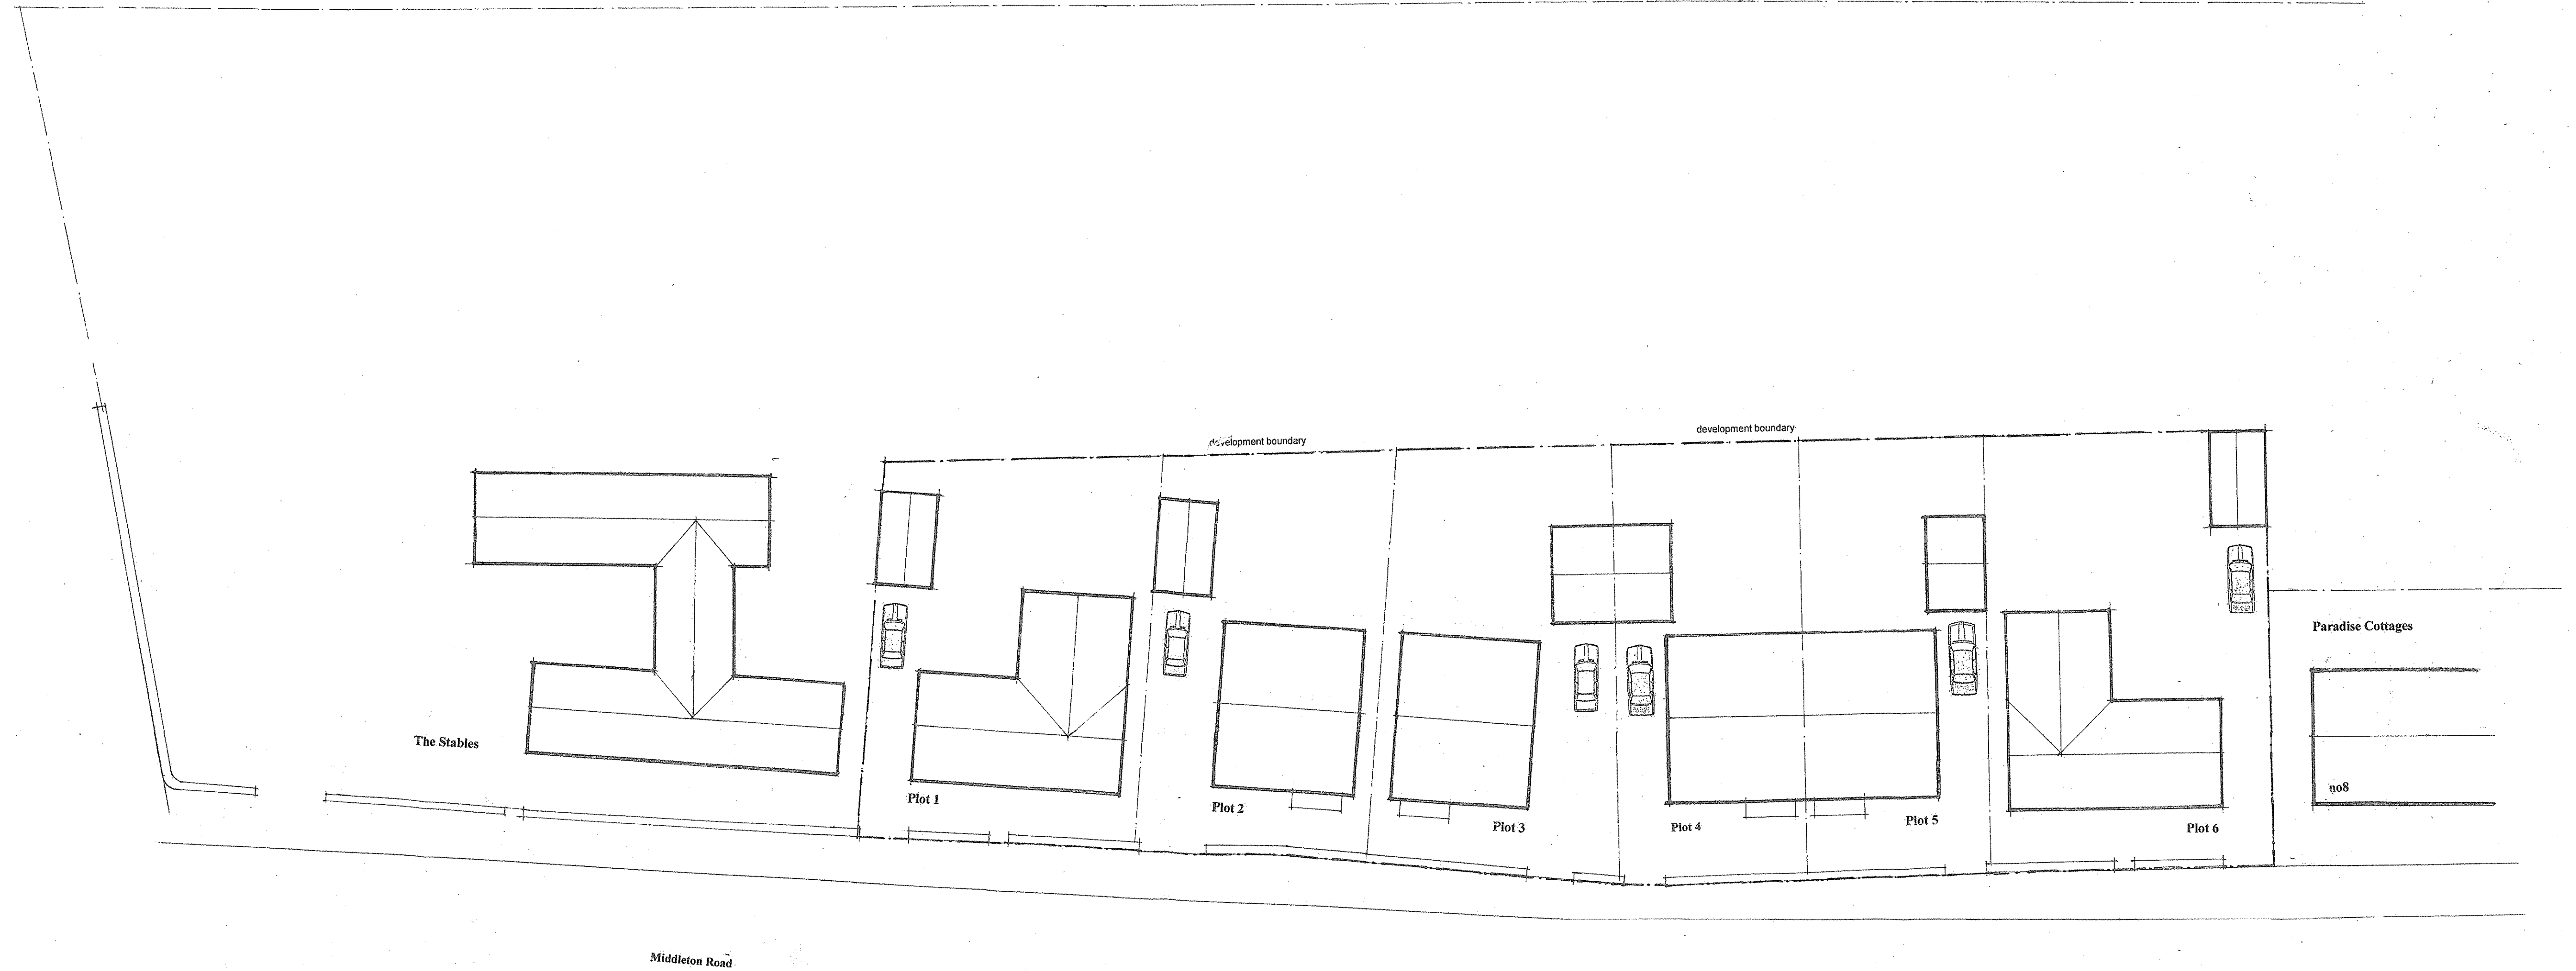 development boundary
development boundary
Paradise Cottages
The Stables
no8
Plot 1
Plot 2
Plot 3
Plot 4
Plot 5
Plot 6
Middleton Road